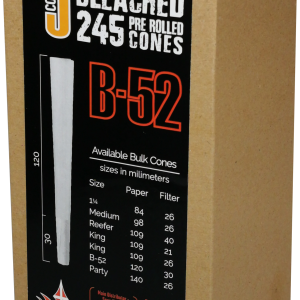 BLEACHED
245 PRE ROLLED
CONES
B-52
Available Bulk Cones
sizes in milimeters
Size Paper Filter
1¼ 84 26
Medium 98 26
Reefer 109 40
King 109 21
King 109 26
B-52 120 30
Party 140 26
120
30